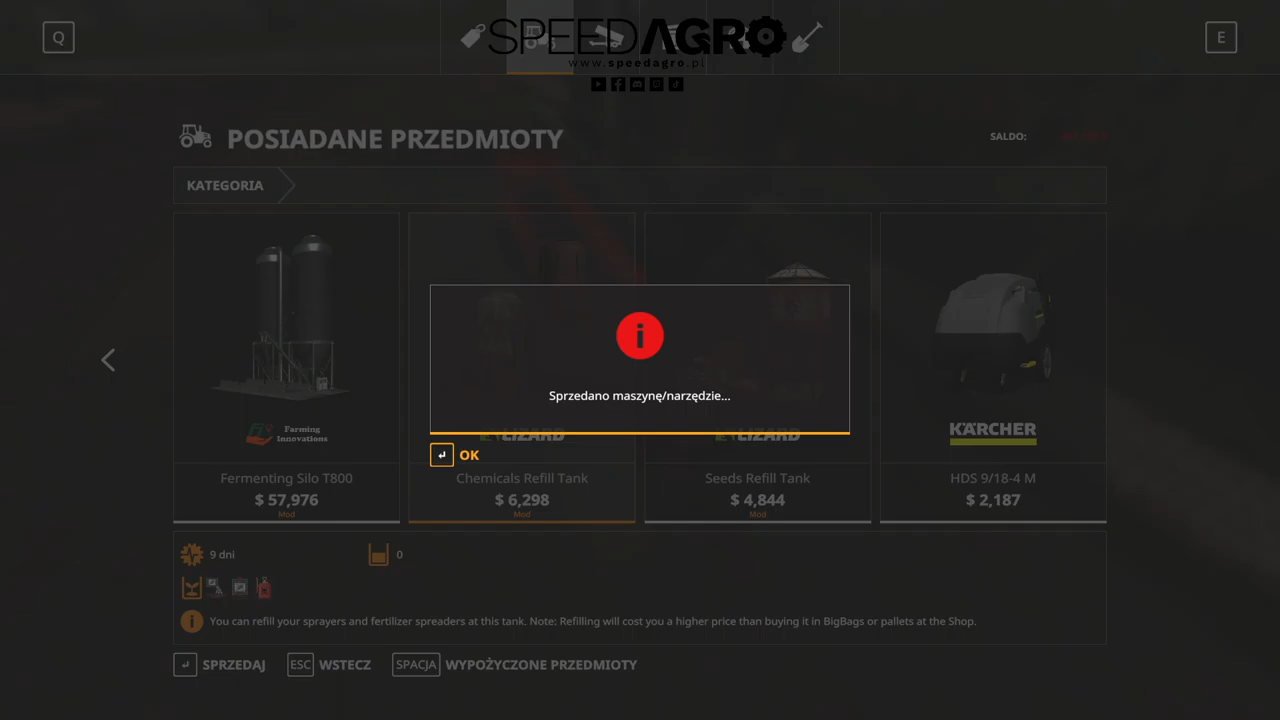 Q
SPEEDAGRO
www.speedagro.pl
E
POSIADANE PRZEDMIOTY
SALDO:
KATEGORIA
Farming
Innovations
LIZARD
LIZARD
KÄRCHER
Sprzedano maszynę/narzędzie...
OK
Fermenting Silo T800
Chemicals Refill Tank
Seeds Refill Tank
HDS 9/18-4 M
$ 57,976
$ 6,298
$ 4,844
$ 2,187
Mod
Mod
Mod
9 dni
0
You can refill your sprayers and fertilizer spreaders at this tank. Note: Refilling will cost you a higher price than buying it in BigBags or pallets at the Shop.
SPRZEDAJ
ESC WSTECZ
SPACJA WYPOŻYCZONE PRZEDMIOTY